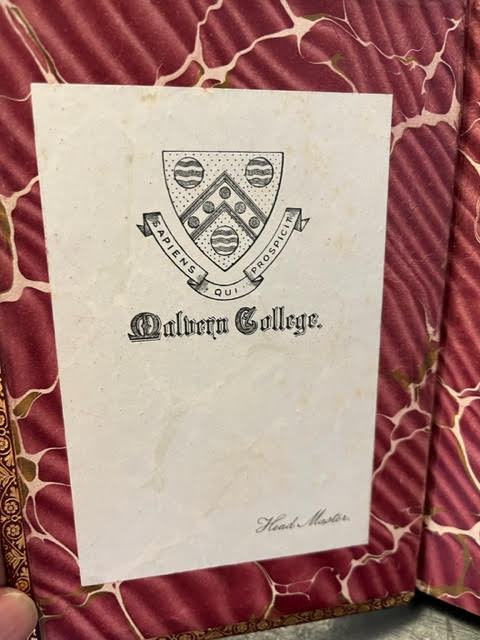 SAPIENS QUI PROSPICIT
Malvern College.
Head Master.